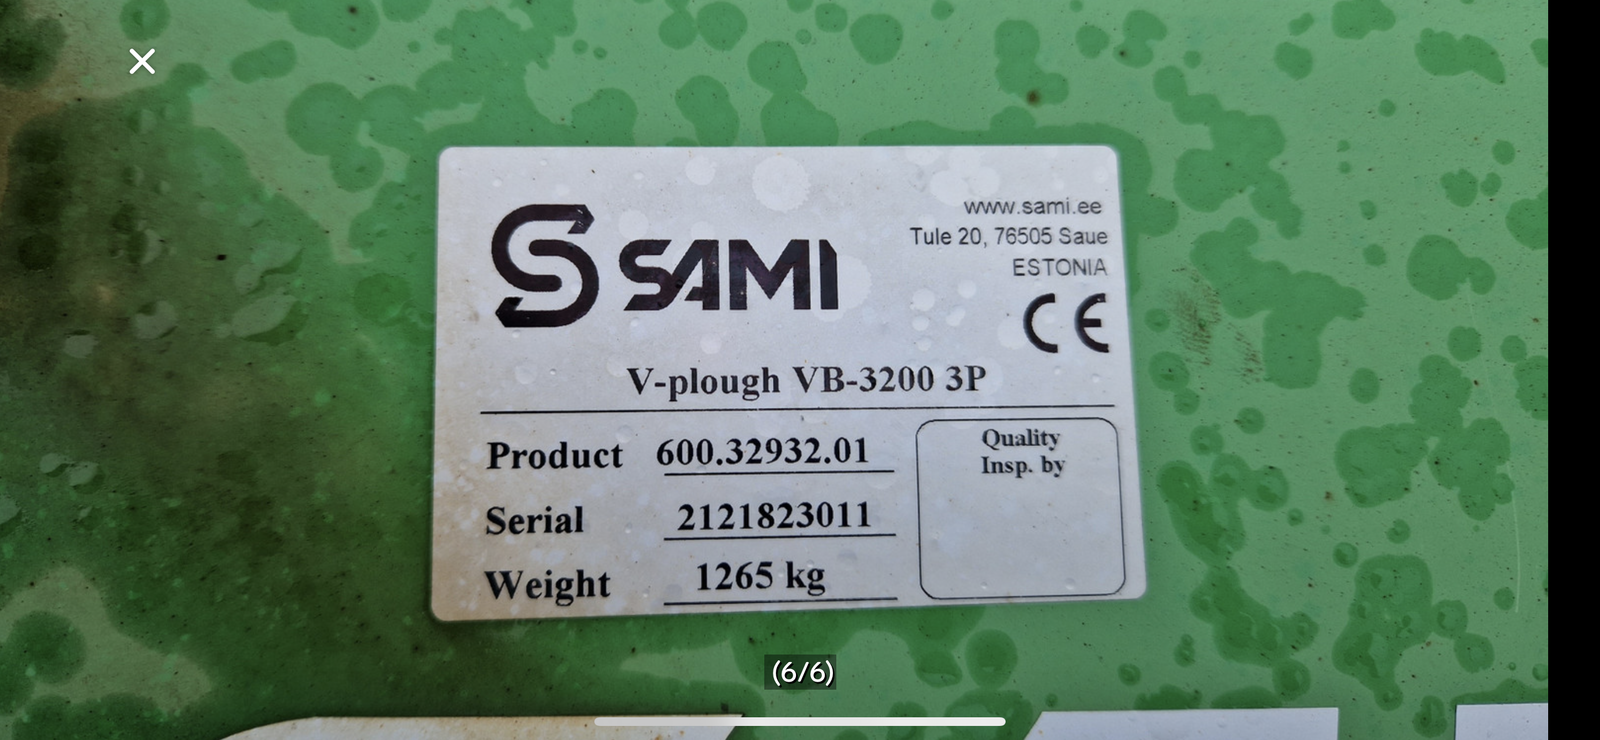 www.sami.ee
Tule 20, 76505 Saue
ESTONIA
SAMI
CE
V-plough VB-3200 3P
Product 600.32932.01
Serial 2121823011
Weight 1265 kg
Quality
Insp. by
(6/6)